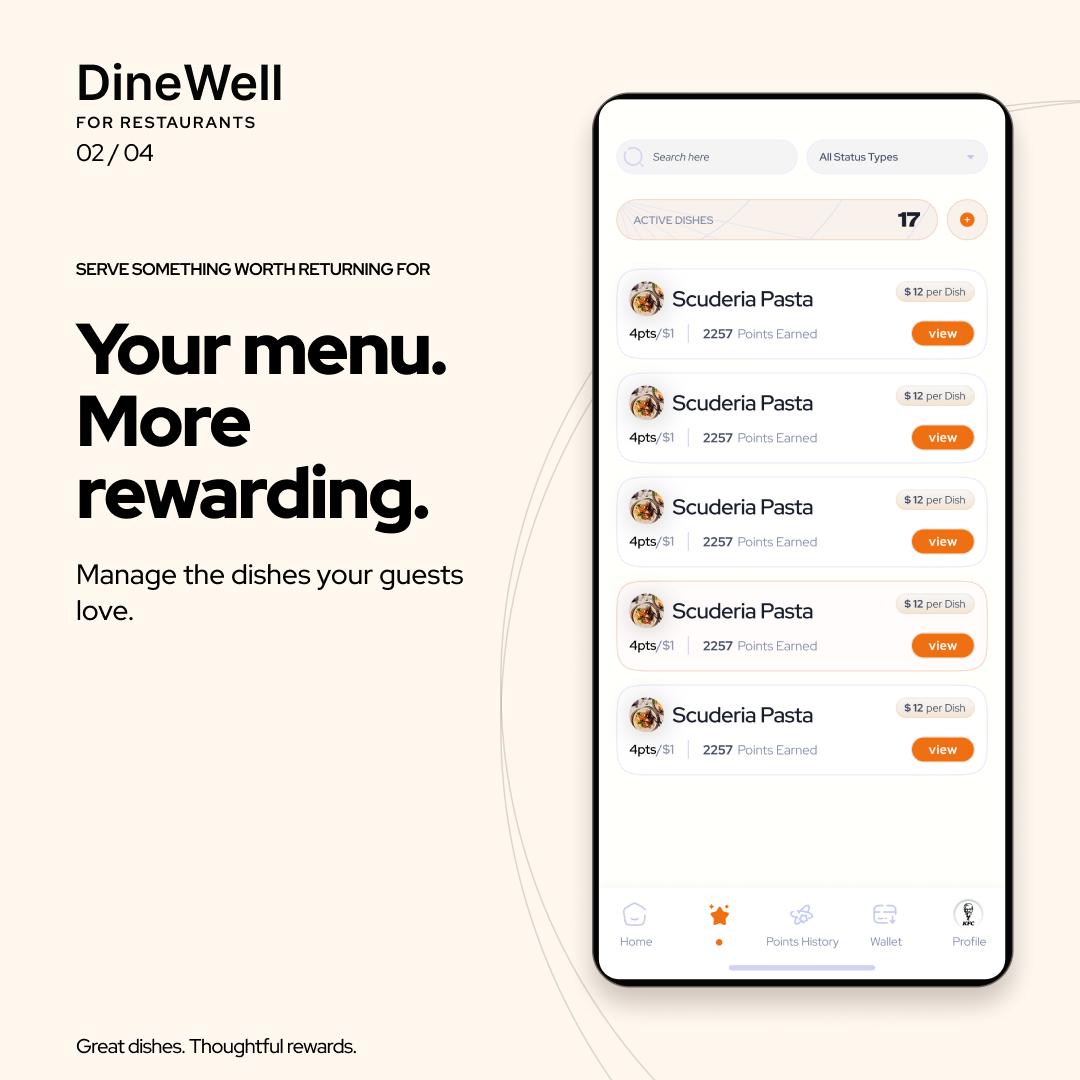 DineWell
FOR RESTAURANTS
02 / 04
SERVE SOMETHING WORTH RETURNING FOR
Your menu.
More
rewarding.
Manage the dishes your guests
love.
Great dishes. Thoughtful rewards.
Search here
All Status Types
ACTIVE DISHES 17
Scuderia Pasta
$ 12 per Dish
4pts/$1
2257 Points Earned
view
Scuderia Pasta
$ 12 per Dish
4pts/$1
2257 Points Earned
view
Scuderia Pasta
$ 12 per Dish
4pts/$1
2257 Points Earned
view
Scuderia Pasta
$ 12 per Dish
4pts/$1
2257 Points Earned
view
Scuderia Pasta
$ 12 per Dish
4pts/$1
2257 Points Earned
view
Home
Points History
Wallet
KFC
Profile